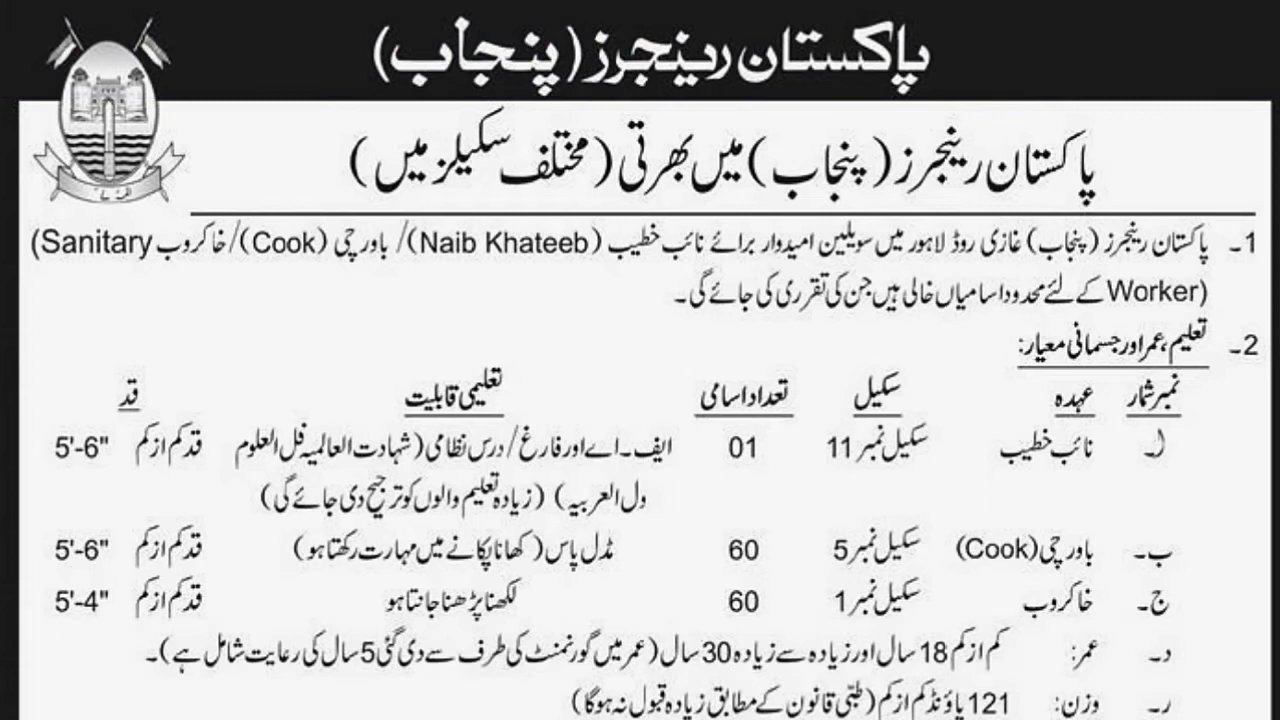 پاکستان رینجرز (پنجاب)
پاکستان رینجرز (پنجاب) میں بھرتی (مختلف سکیلز میں)
1۔ پاکستان رینجرز (پنجاب) غازی روڈ لاہور میں سویلین امیدوار برائے نائب خطیب (Naib Khateeb)/ باورچی (Cook)/ خاکروب (Sanitary
Worker) کے لئے محدود اسامیاں خالی ہیں جن کی تقرری کی جائے گی۔
2۔ تعلیم، عمر اور جسمانی معیار:
نمبر شمار عہدہ سکیل تعداد اسامی تعلیمی قابلیت قد
ا۔ نائب خطیب سکیل نمبر 11 01 ایف۔اے اور فارغ/ درس نظامی (شہادت العالمیہ فل العلوم قد کم از کم 5'-6"
ول العربیہ) (زیادہ تعلیم والوں کو ترجیح دی جائے گی)
ب۔ باورچی (Cook) سکیل نمبر 5 60 مڈل پاس (کھانا پکانے میں مہارت رکھتا ہو) قد کم از کم 5'-6"
ج۔ خاکروب سکیل نمبر 1 60 لکھنا پڑھنا جانتا ہو قد کم از کم 5'-4"
د۔ عمر: کم از کم 18 سال اور زیادہ سے زیادہ 30 سال (عمر میں گورنمنٹ کی طرف سے دی گئی 5 سال کی رعایت شامل ہے)۔
ر۔ وزن: 121 پاؤنڈ کم از کم (طبی قانون کے مطابق زیادہ قبول نہ ہوگا)